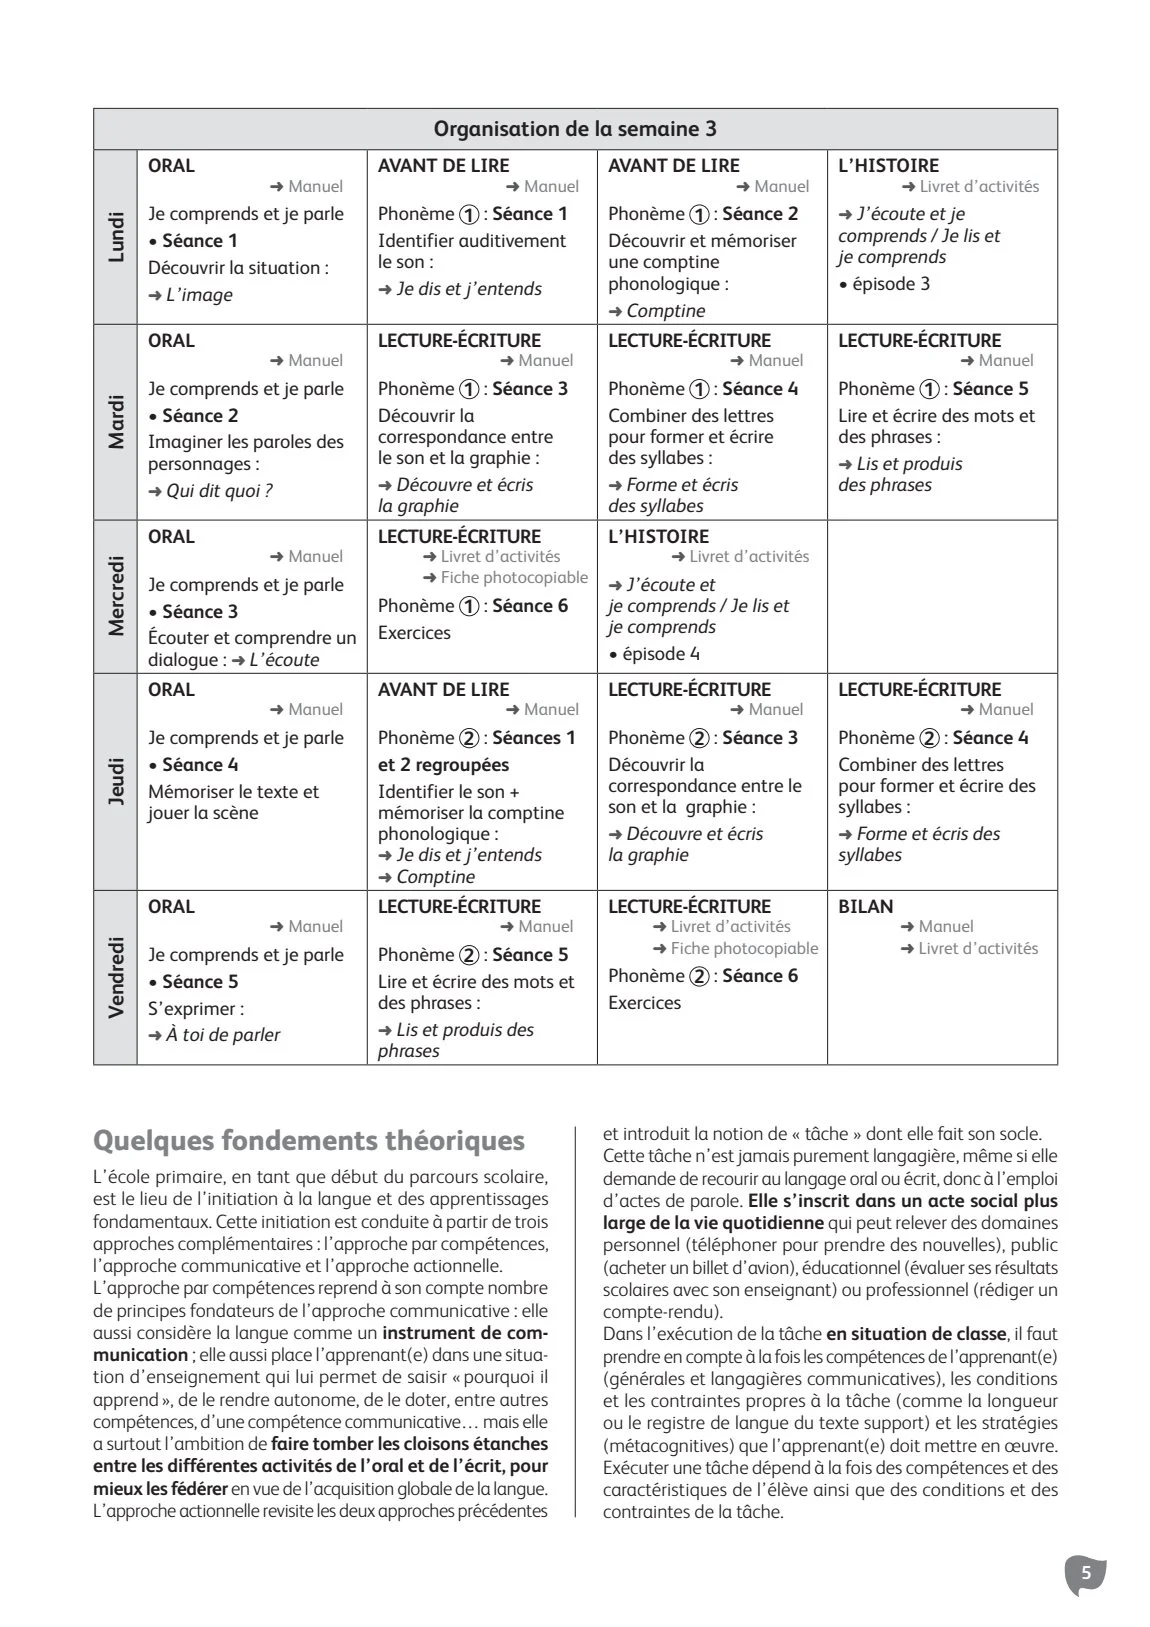 Organisation de la semaine 3
Lundi
ORAL
➜ Manuel
Je comprends et je parle
• Séance 1
Découvrir la situation :
➜ L’image
AVANT DE LIRE
➜ Manuel
Phonème ① : Séance 1
Identifier auditivement
le son :
➜ Je dis et j’entends
AVANT DE LIRE
➜ Manuel
Phonème ① : Séance 2
Découvrir et mémoriser
une comptine
phonologique :
➜ Comptine
L’HISTOIRE
➜ Livret d’activités
➜ J’écoute et je
comprends / Je lis et
je comprends
• épisode 3
Mardi
ORAL
➜ Manuel
Je comprends et je parle
• Séance 2
Imaginer les paroles des
personnages :
➜ Qui dit quoi ?
LECTURE-ÉCRITURE
➜ Manuel
Phonème ① : Séance 3
Découvrir la
correspondance entre
le son et la graphie :
➜ Découvre et écris
la graphie
LECTURE-ÉCRITURE
➜ Manuel
Phonème ① : Séance 4
Combiner des lettres
pour former et écrire
des syllabes :
➜ Forme et écris
des syllabes
LECTURE-ÉCRITURE
➜ Manuel
Phonème ① : Séance 5
Lire et écrire des mots et
des phrases :
➜ Lis et produis
des phrases
Mercredi
ORAL
➜ Manuel
Je comprends et je parle
• Séance 3
Écouter et comprendre un
dialogue : ➜ L’écoute
LECTURE-ÉCRITURE
➜ Livret d’activités
➜ Fiche photocopiable
Phonème ① : Séance 6
Exercices
L’HISTOIRE
➜ Livret d’activités
➜ J’écoute et
je comprends / Je lis et
je comprends
• épisode 4
Jeudi
ORAL
➜ Manuel
Je comprends et je parle
• Séance 4
Mémoriser le texte et
jouer la scène
AVANT DE LIRE
➜ Manuel
Phonème ② : Séances 1
et 2 regroupées
Identifier le son +
mémoriser la comptine
phonologique :
➜ Je dis et j’entends
➜ Comptine
LECTURE-ÉCRITURE
➜ Manuel
Phonème ② : Séance 3
Découvrir la
correspondance entre le
son et la graphie :
➜ Découvre et écris
la graphie
LECTURE-ÉCRITURE
➜ Manuel
Phonème ② : Séance 4
Combiner des lettres
pour former et écrire des
syllabes :
➜ Forme et écris des
syllabes
Vendredi
ORAL
➜ Manuel
Je comprends et je parle
• Séance 5
S’exprimer :
➜ À toi de parler
LECTURE-ÉCRITURE
➜ Manuel
Phonème ② : Séance 5
Lire et écrire des mots et
des phrases :
➜ Lis et produis des
phrases
LECTURE-ÉCRITURE
➜ Livret d’activités
➜ Fiche photocopiable
Phonème ② : Séance 6
Exercices
BILAN
➜ Manuel
➜ Livret d’activités
Quelques fondements théoriques
L’école primaire, en tant que début du parcours scolaire,
est le lieu de l’initiation à la langue et des apprentissages
fondamentaux. Cette initiation est conduite à partir de trois
approches complémentaires : l’approche par compétences,
l’approche communicative et l’approche actionnelle.
L’approche par compétences reprend à son compte nombre
de principes fondateurs de l’approche communicative : elle
aussi considère la langue comme un instrument de com-
munication ; elle aussi place l’apprenant(e) dans une situa-
tion d’enseignement qui lui permet de saisir « pourquoi il
apprend », de le rendre autonome, de le doter, entre autres
compétences, d’une compétence communicative… mais elle
a surtout l’ambition de faire tomber les cloisons étanches
entre les différentes activités de l’oral et de l’écrit, pour
mieux les fédérer en vue de l’acquisition globale de la langue.
L’approche actionnelle revisite les deux approches précédentes
et introduit la notion de « tâche » dont elle fait son socle.
Cette tâche n’est jamais purement langagière, même si elle
demande de recourir au langage oral ou écrit, donc à l’emploi
d’actes de parole. Elle s’inscrit dans un acte social plus
large de la vie quotidienne qui peut relever des domaines
personnel (téléphoner pour prendre des nouvelles), public
(acheter un billet d’avion), éducationnel (évaluer ses résultats
scolaires avec son enseignant) ou professionnel (rédiger un
compte-rendu).
Dans l’exécution de la tâche en situation de classe, il faut
prendre en compte à la fois les compétences de l’apprenant(e)
(générales et langagières communicatives), les conditions
et les contraintes propres à la tâche (comme la longueur
ou le registre de langue du texte support) et les stratégies
(métacognitives) que l’apprenant(e) doit mettre en œuvre.
Exécuter une tâche dépend à la fois des compétences et des
caractéristiques de l’élève ainsi que des conditions et des
contraintes de la tâche.
5